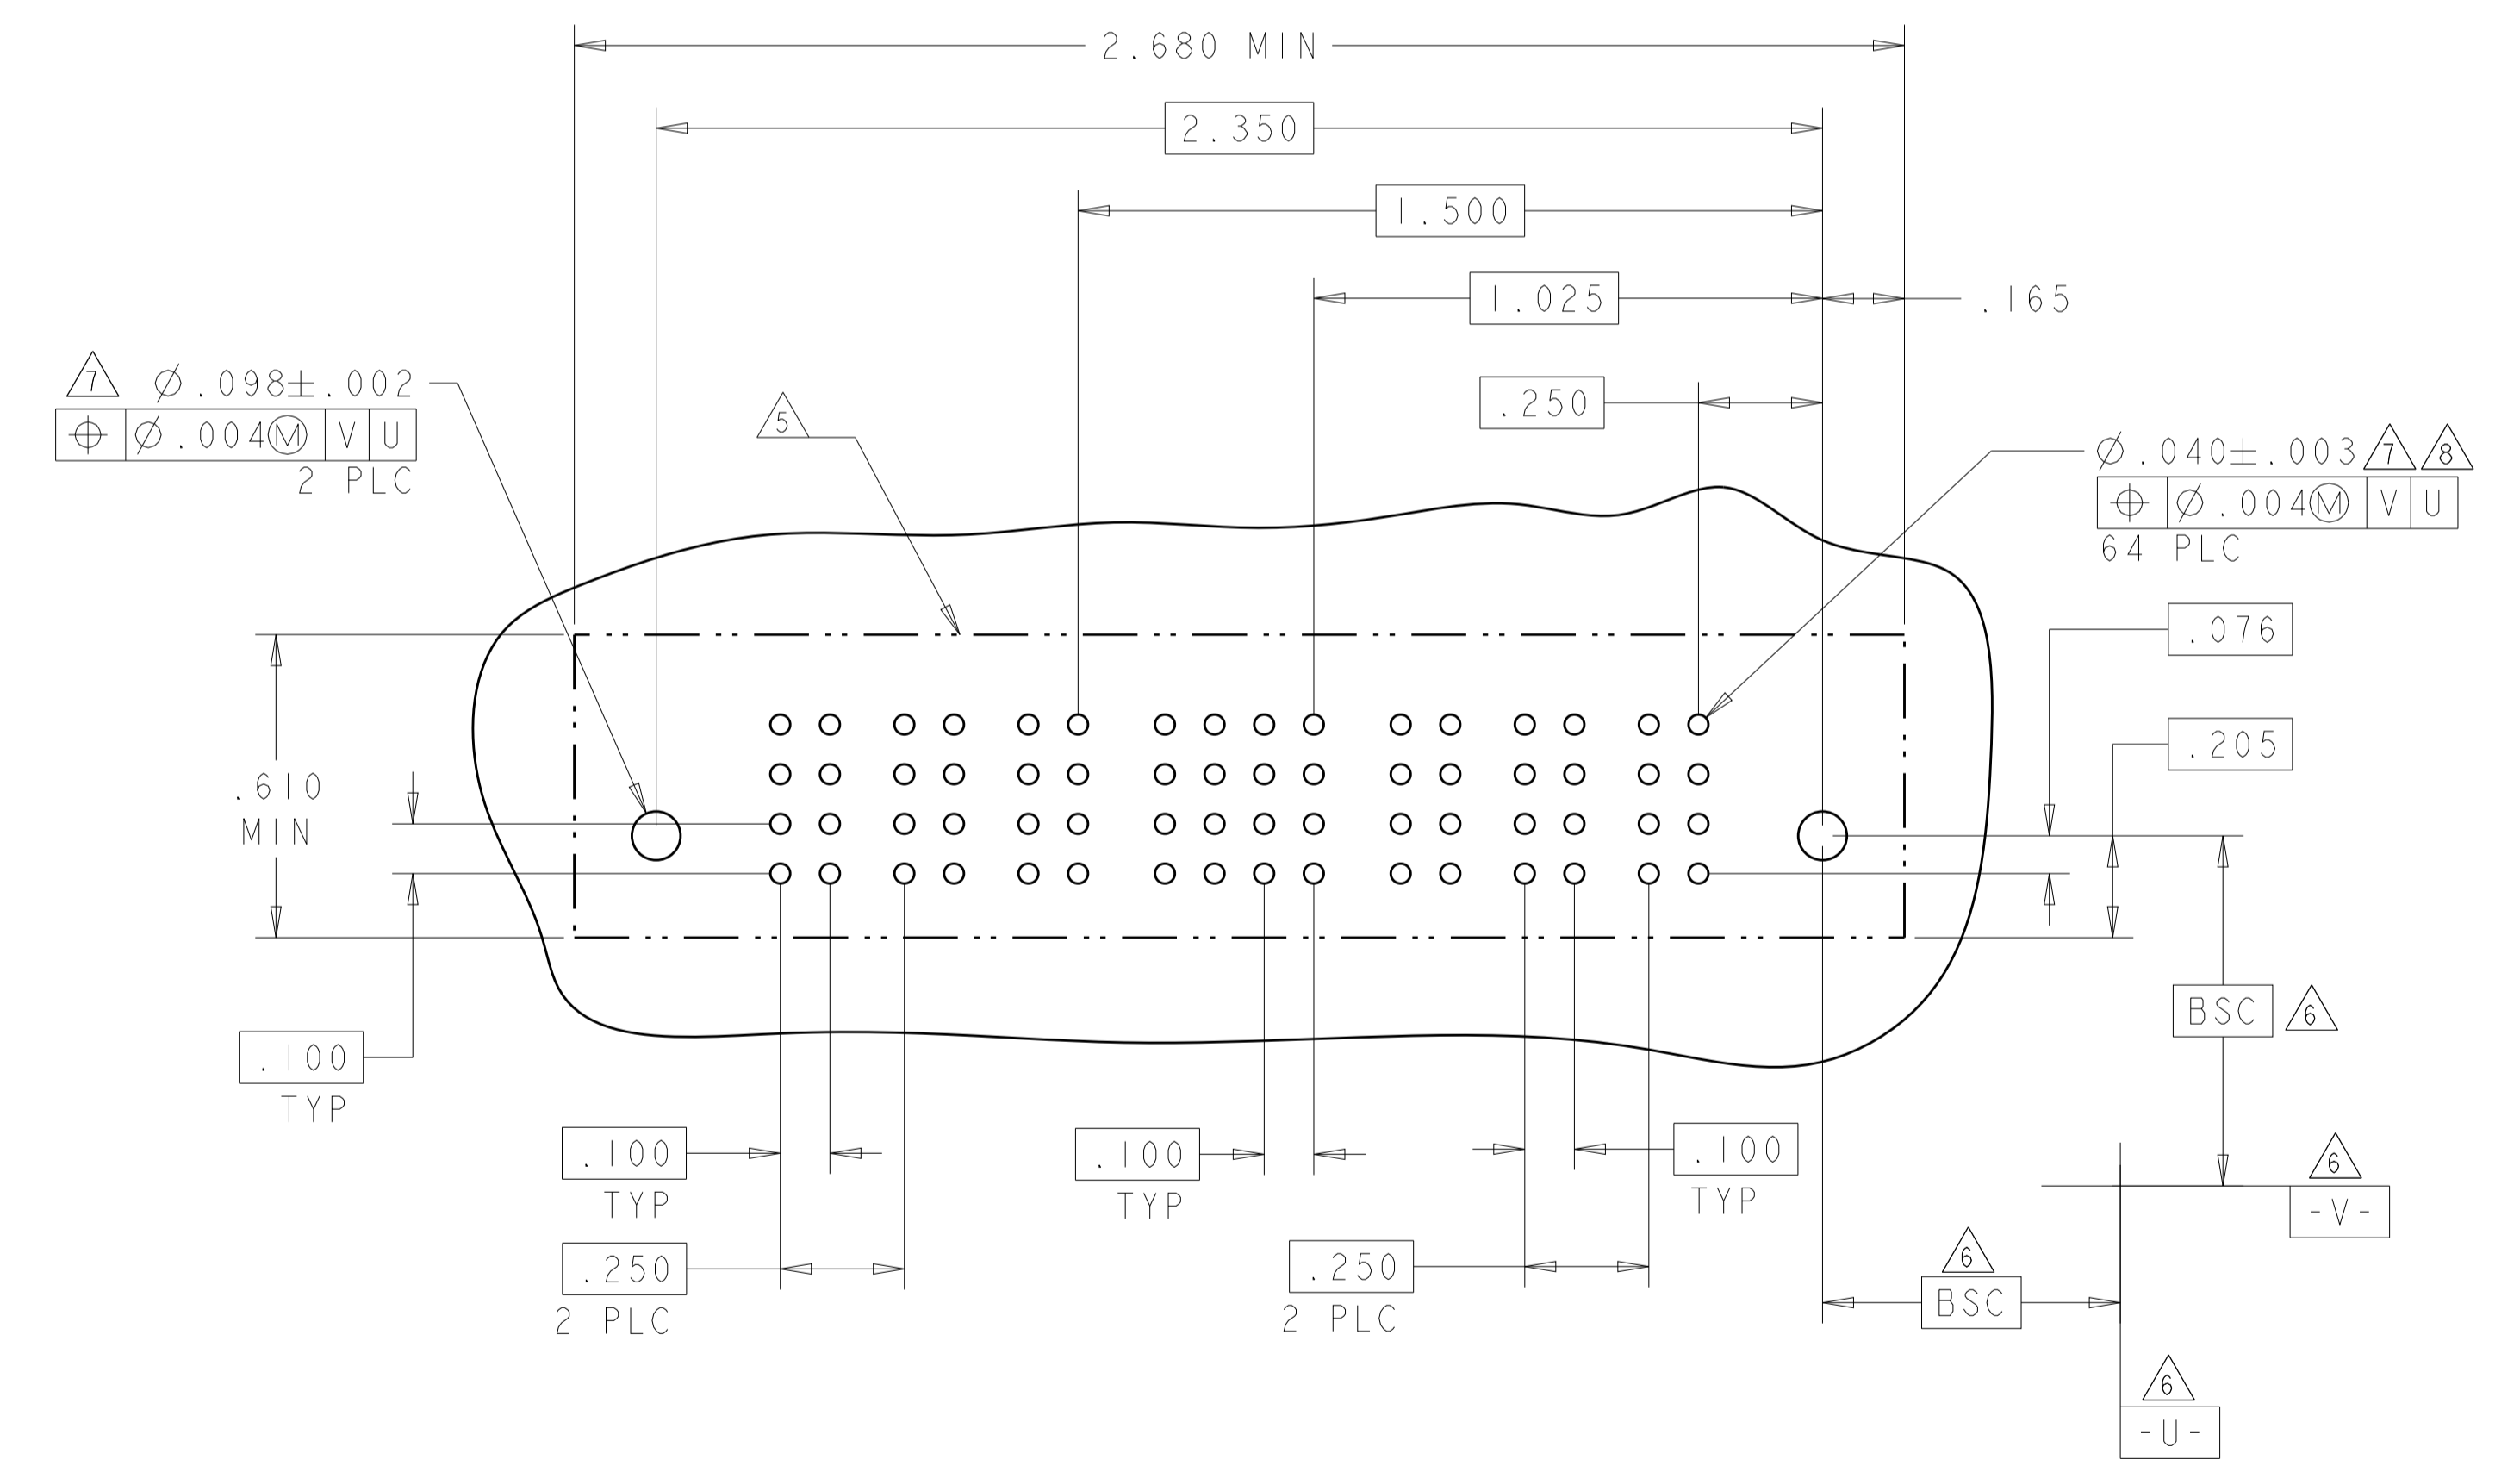 2.680 MIN
2.350
1.500
1.025
.165
7 ⌀.098±.002
⌖ ⌀.004Ⓜ V U
2 PLC
5
.250
⌀.040±.003 7 8
⌖ ⌀.004Ⓜ V U
64 PLC
.076
.205
.610
MIN
BSC 6
.100
TYP
.100
TYP
.100
TYP
.100
TYP
6
-V-
.250
2 PLC
.250
2 PLC
6
BSC
6
-U-